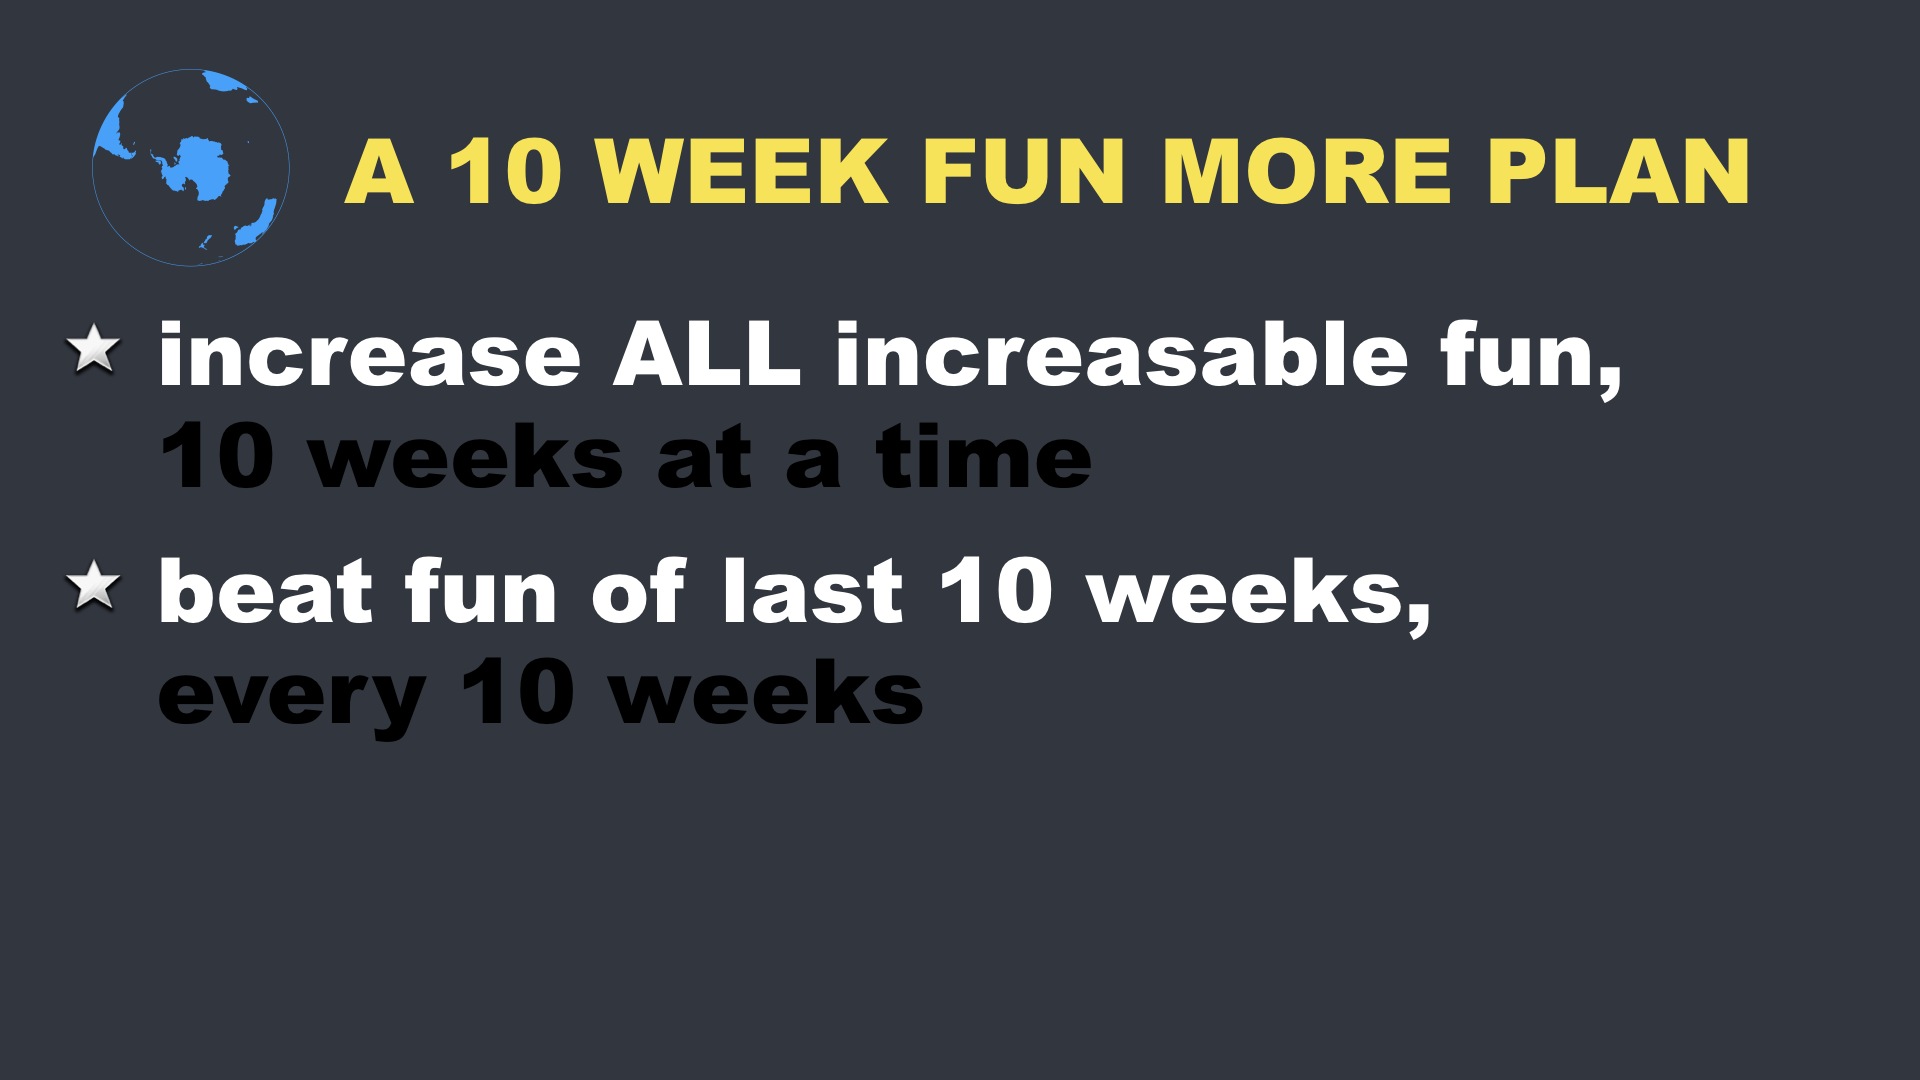 A 10 WEEK FUN MORE PLAN
increase ALL increasable fun,
10 weeks at a time
beat fun of last 10 weeks,
every 10 weeks